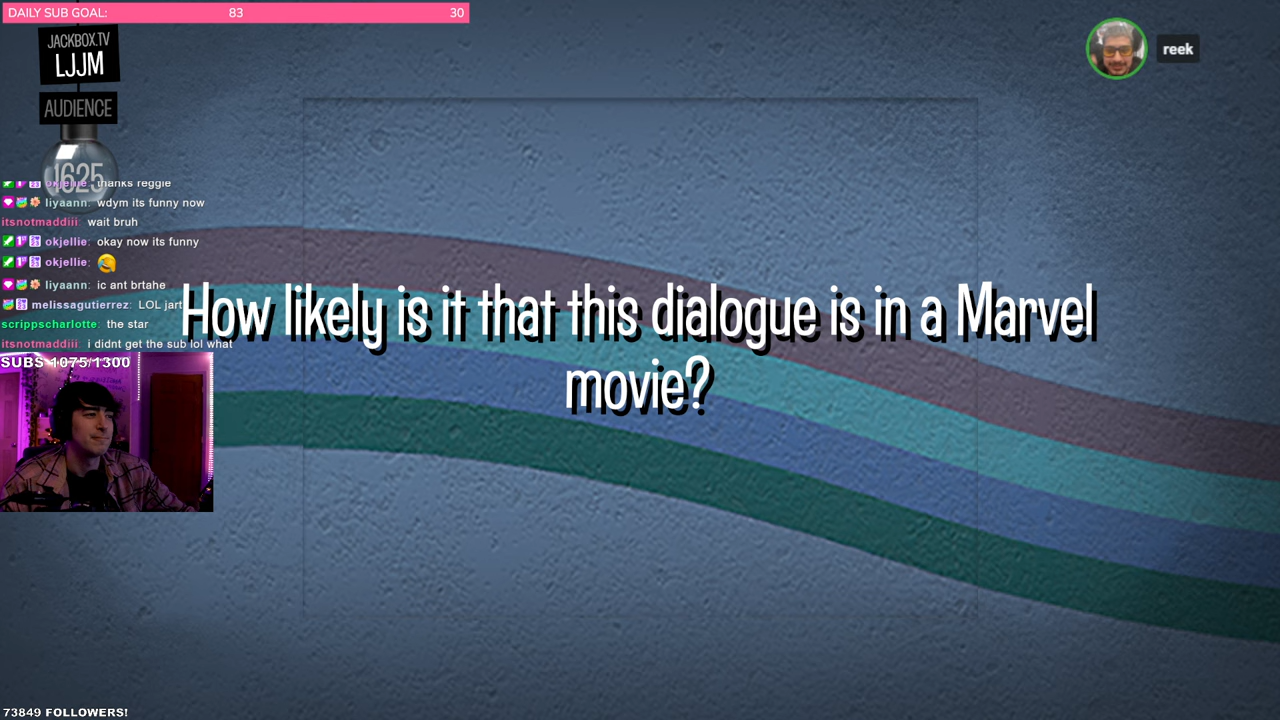 DAILY SUB GOAL: 83 30
JACKBOX.TV
LJJM
AUDIENCE
1625
reek
okjellie: thanks reggie
liyaann: wdym its funny now
itsnotmaddiii: wait bruh
okjellie: okay now its funny
okjellie:
liyaann: ic ant brtahe
melissagutierrez: LOL jart
scrippscharlotte: the star
itsnotmaddiii: i didnt get the sub lol what
How likely is it that this dialogue is in a Marvel
movie?
SUBS 1075/1300
73849 FOLLOWERS!